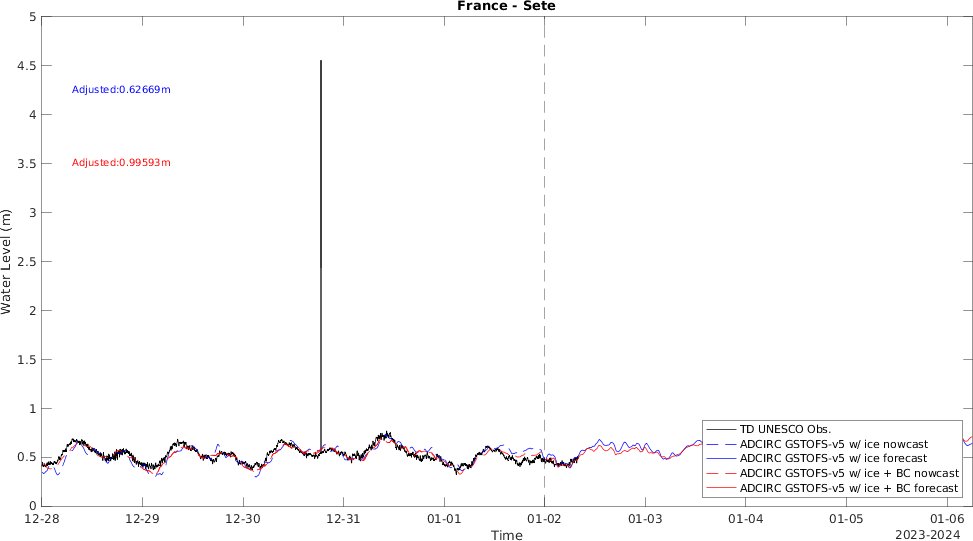 France - Sete
5
4.5
4
3.5
3
2.5
2
1.5
1
0.5
0
Water Level (m)
Adjusted:0.62669m
Adjusted:0.99593m
TD UNESCO Obs.
ADCIRC GSTOFS-v5 w/ ice nowcast
ADCIRC GSTOFS-v5 w/ ice forecast
ADCIRC GSTOFS-v5 w/ ice + BC nowcast
ADCIRC GSTOFS-v5 w/ ice + BC forecast
12-28 12-29 12-30 12-31 01-01 01-02 01-03 01-04 01-05 01-06
Time
2023-2024